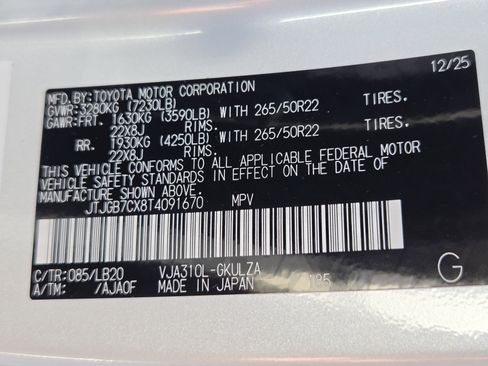 MFD.BY:TOYOTA MOTOR CORPORATION 12/25
GVWR:3280KG (7230LB)
GAWR:FRT. 1630KG (3590LB) WITH 265/50R22 TIRES.
22X8J RIMS.
RR. 1930KG (4250LB) WITH 265/50R22 TIRES.
22X8J RIMS.
THIS VEHICLE CONFORMS TO ALL APPLICABLE FEDERAL MOTOR
VEHICLE SAFETY STANDARDS IN EFFECT ON THE DATE OF
MANUFACTURE SHOWN ABOVE.
JTJGB7CX8T4091670 MPV
C/TR:085/LB20 VJA310L-GKULZA
A/TM: /AJA0F MADE IN JAPAN G